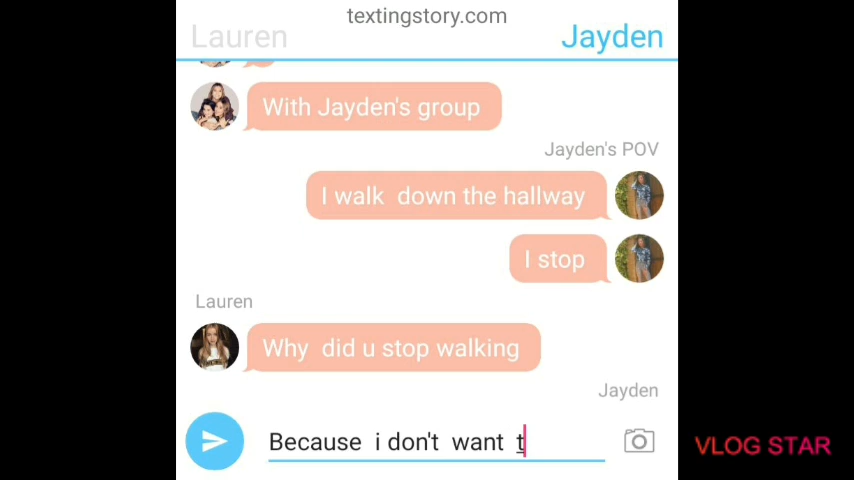 textingstory.com
Lauren
Jayden
With Jayden's group
Jayden's POV
I walk  down the hallway
I stop
Lauren
Why  did u stop walking
Jayden
Because  i don't  want  t
VLOG STAR